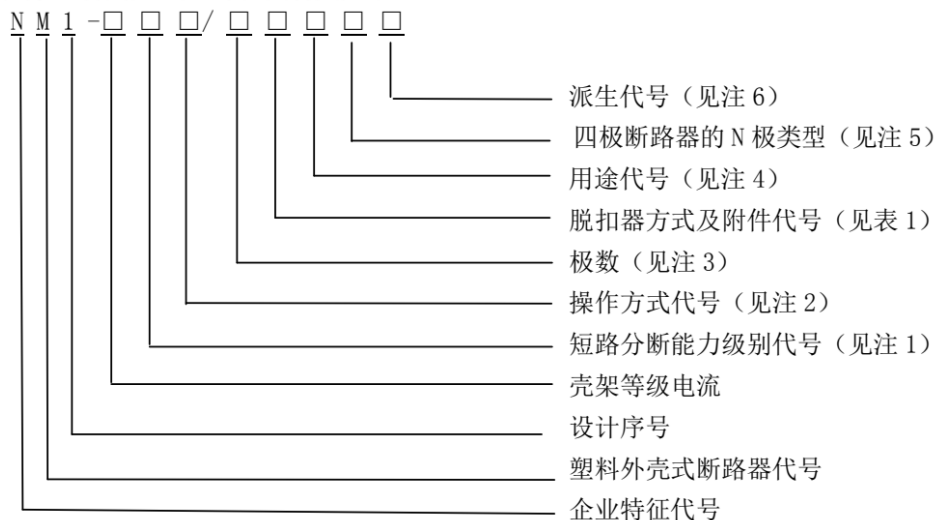 N M 1 -□ □ □/ □ □ □ □ □
派生代号（见注 6）
四极断路器的 N 极类型（见注 5）
用途代号（见注 4）
脱扣器方式及附件代号（见表 1）
极数（见注 3）
操作方式代号（见注 2）
短路分断能力级别代号（见注 1）
壳架等级电流
设计序号
塑料外壳式断路器代号
企业特征代号